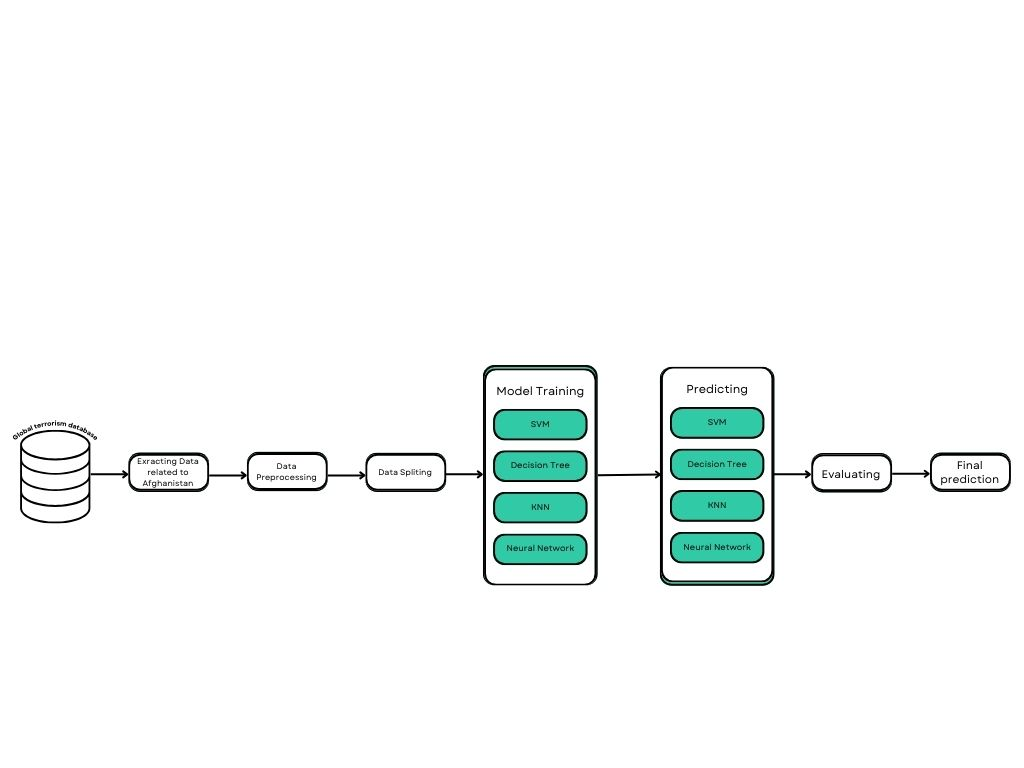 Global terrorism database
Exracting Data
related to
Afghanistan
Data
Preprocessing
Data Spliting
Model Training
SVM
Decision Tree
KNN
Neural Network
Predicting
SVM
Decision Tree
KNN
Neural Network
Evaluating
Final
prediction